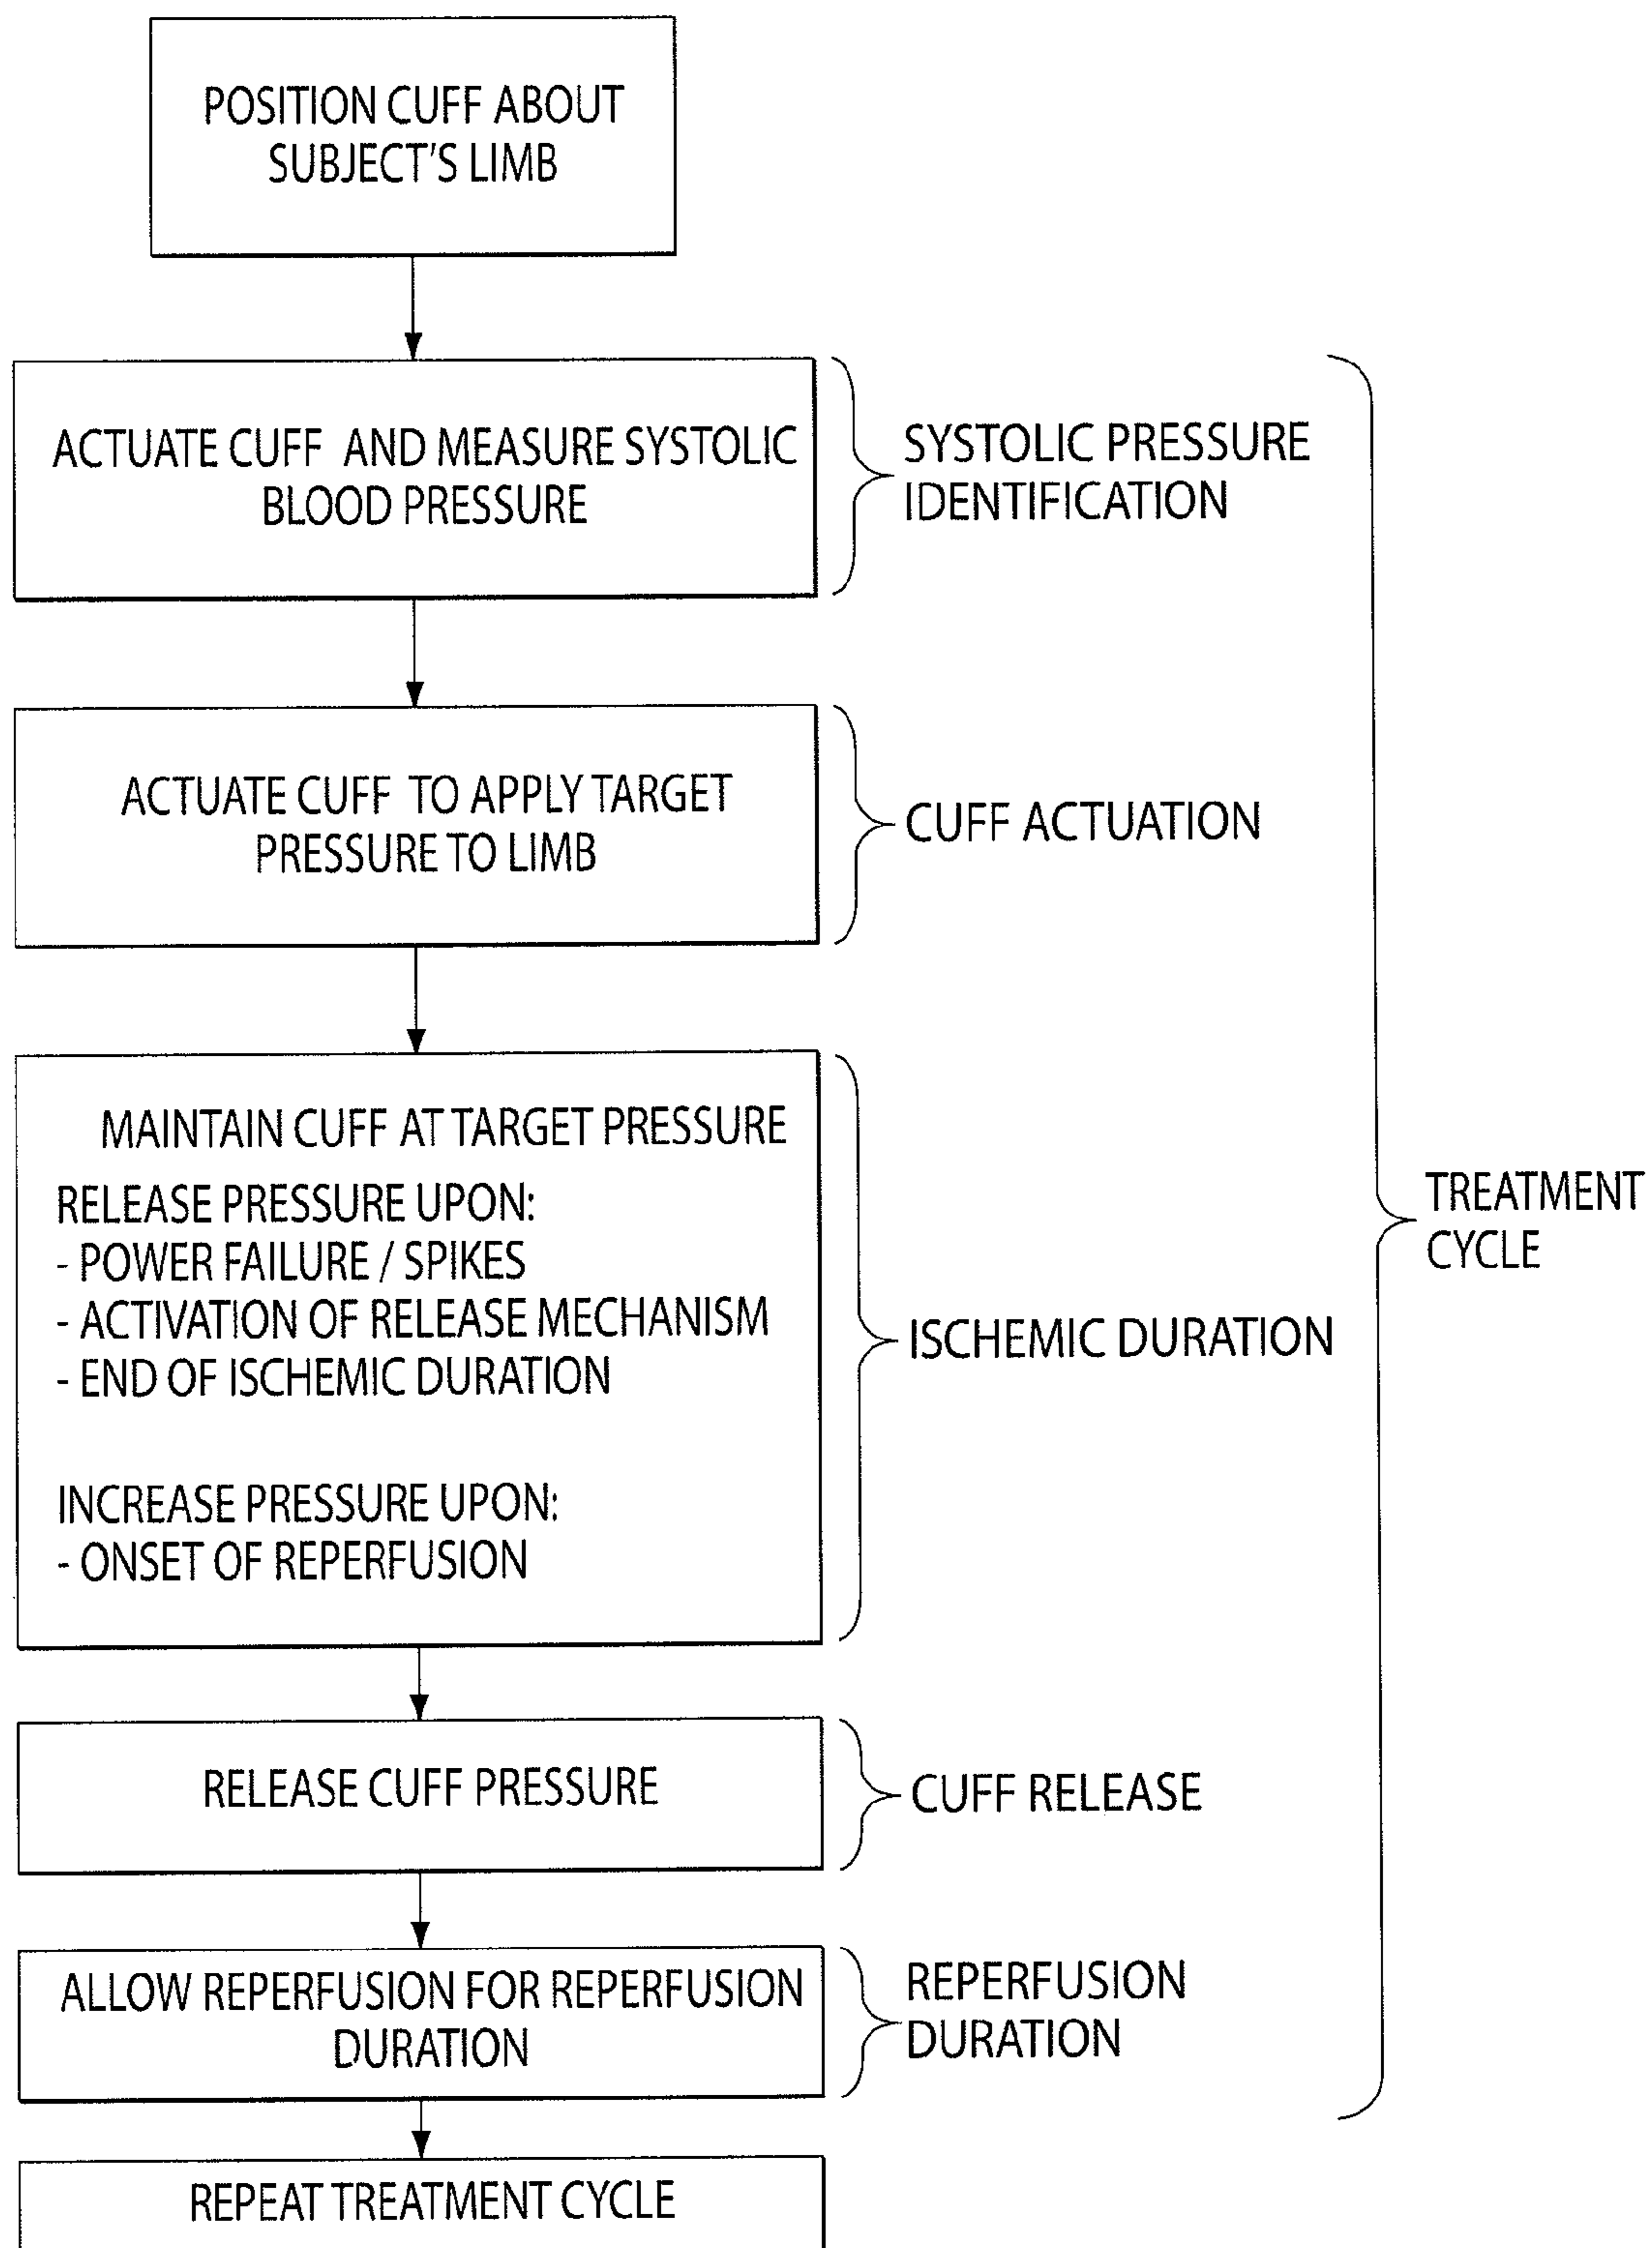 POSITION CUFF ABOUT
SUBJECT'S LIMB
ACTUATE CUFF AND MEASURE SYSTOLIC
BLOOD PRESSURE
SYSTOLIC PRESSURE
IDENTIFICATION
ACTUATE CUFF TO APPLY TARGET
PRESSURE TO LIMB
CUFF ACTUATION
MAINTAIN CUFF AT TARGET PRESSURE
RELEASE PRESSURE UPON:
- POWER FAILURE / SPIKES
- ACTIVATION OF RELEASE MECHANISM
- END OF ISCHEMIC DURATION
INCREASE PRESSURE UPON:
- ONSET OF REPERFUSION
ISCHEMIC DURATION
TREATMENT
CYCLE
RELEASE CUFF PRESSURE
CUFF RELEASE
ALLOW REPERFUSION FOR REPERFUSION
DURATION
REPERFUSION
DURATION
REPEAT TREATMENT CYCLE